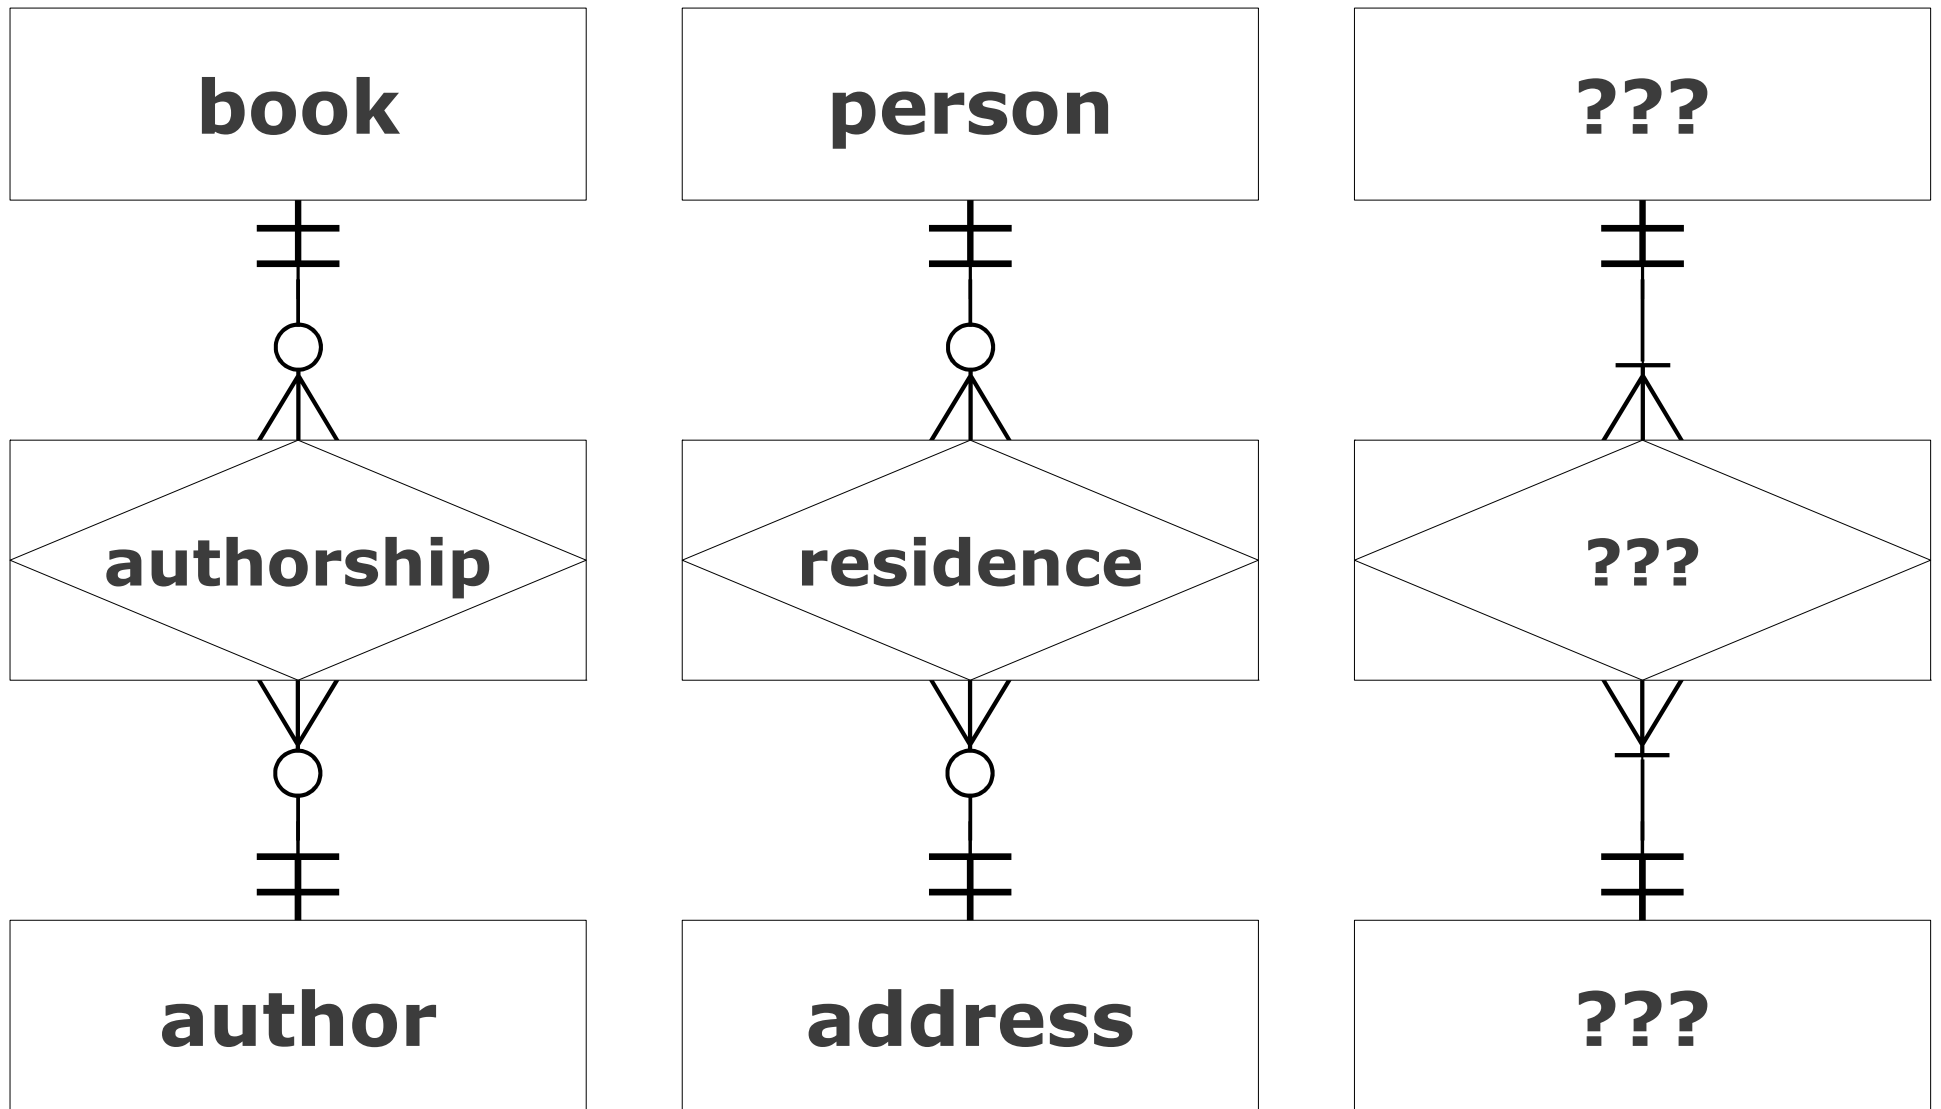 book
person
???
authorship
residence
???
author
address
???